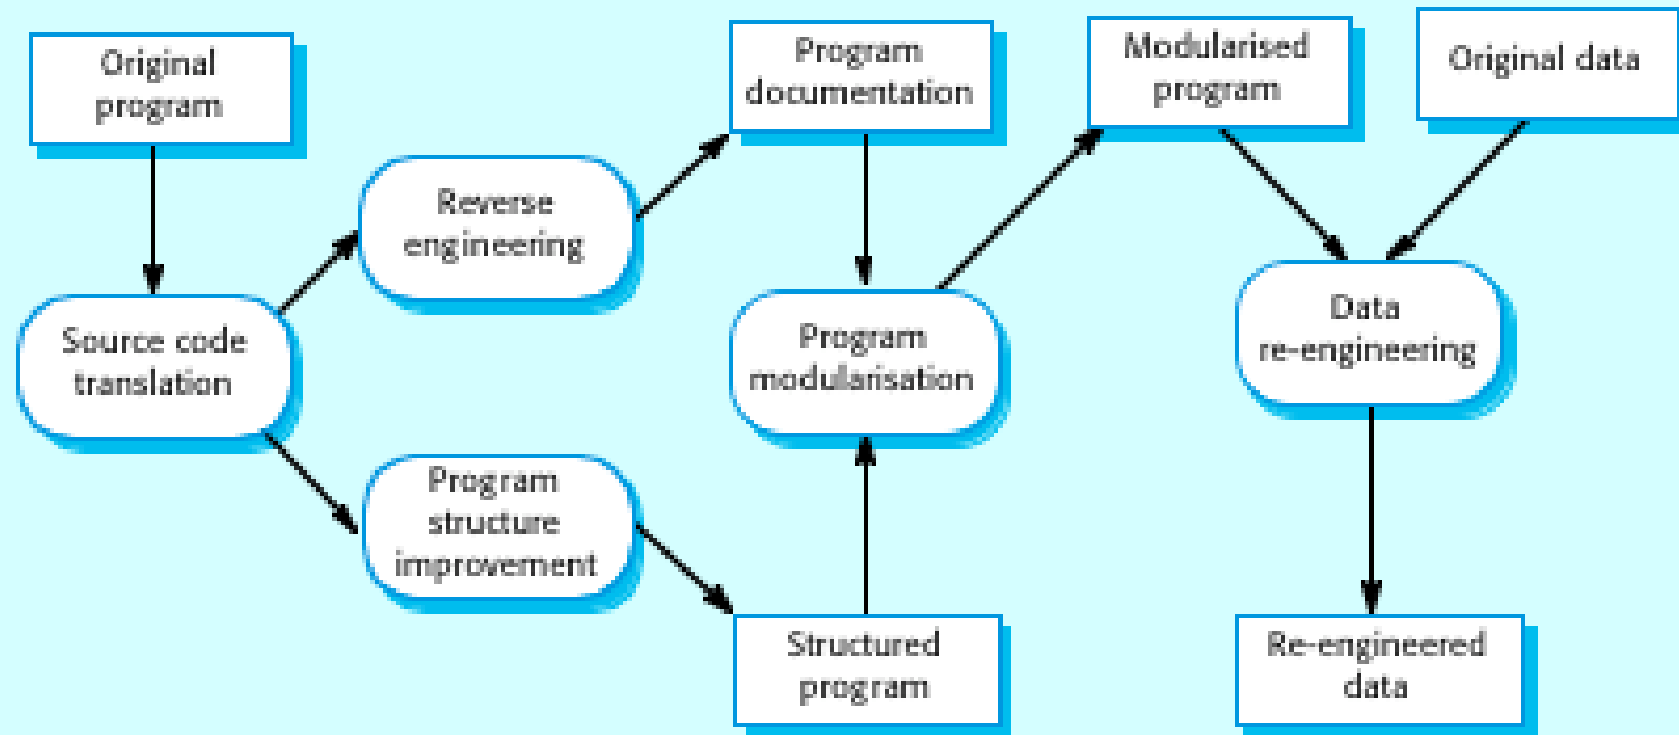 Original
program
Program
documentation
Modularised
program
Original data
Reverse
engineering
Source code
translation
Program
modularisation
Data
re-engineering
Program
structure
improvement
Structured
program
Re-engineered
data